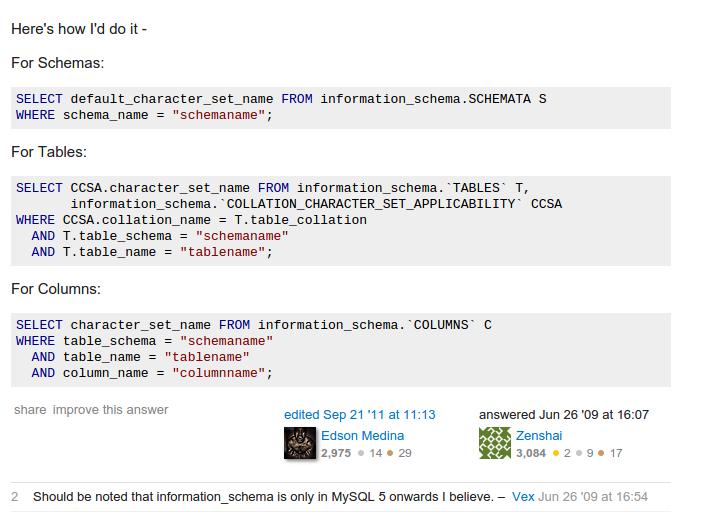 Here's how I'd do it -
For Schemas:
SELECT default_character_set_name FROM information_schema.SCHEMATA S
WHERE schema_name = "schemaname";
For Tables:
SELECT CCSA.character_set_name FROM information_schema.`TABLES` T,
       information_schema.`COLLATION_CHARACTER_SET_APPLICABILITY` CCSA
WHERE CCSA.collation_name = T.table_collation
  AND T.table_schema = "schemaname"
  AND T.table_name = "tablename";
For Columns:
SELECT character_set_name FROM information_schema.`COLUMNS` C
WHERE table_schema = "schemaname"
  AND table_name = "tablename"
  AND column_name = "columnname";
share improve this answer
edited Sep 21 '11 at 11:13
Edson Medina
2,975 ● 14 ● 29
answered Jun 26 '09 at 16:07
Zenshai
3,084 ● 2 ● 9 ● 17
2 Should be noted that information_schema is only in MySQL 5 onwards I believe. – Vex Jun 26 '09 at 16:54